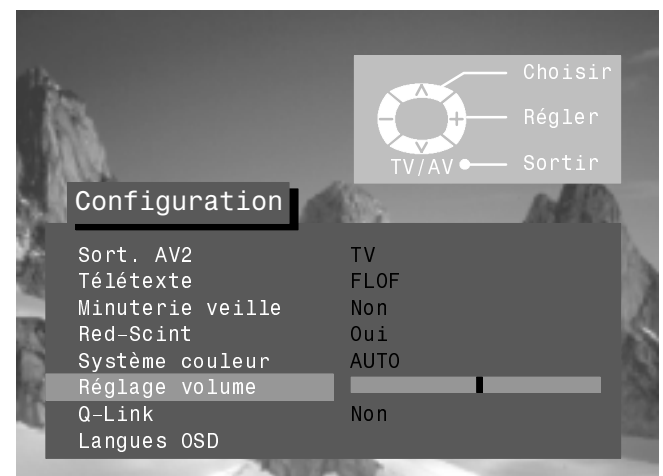 Choisir
Régler
TV/AV Sortir
Configuration
Sort. AV2 TV
Télétexte FLOF
Minuterie veille Non
Red-Scint Oui
Système couleur AUTO
Réglage volume
Q-Link Non
Langues OSD